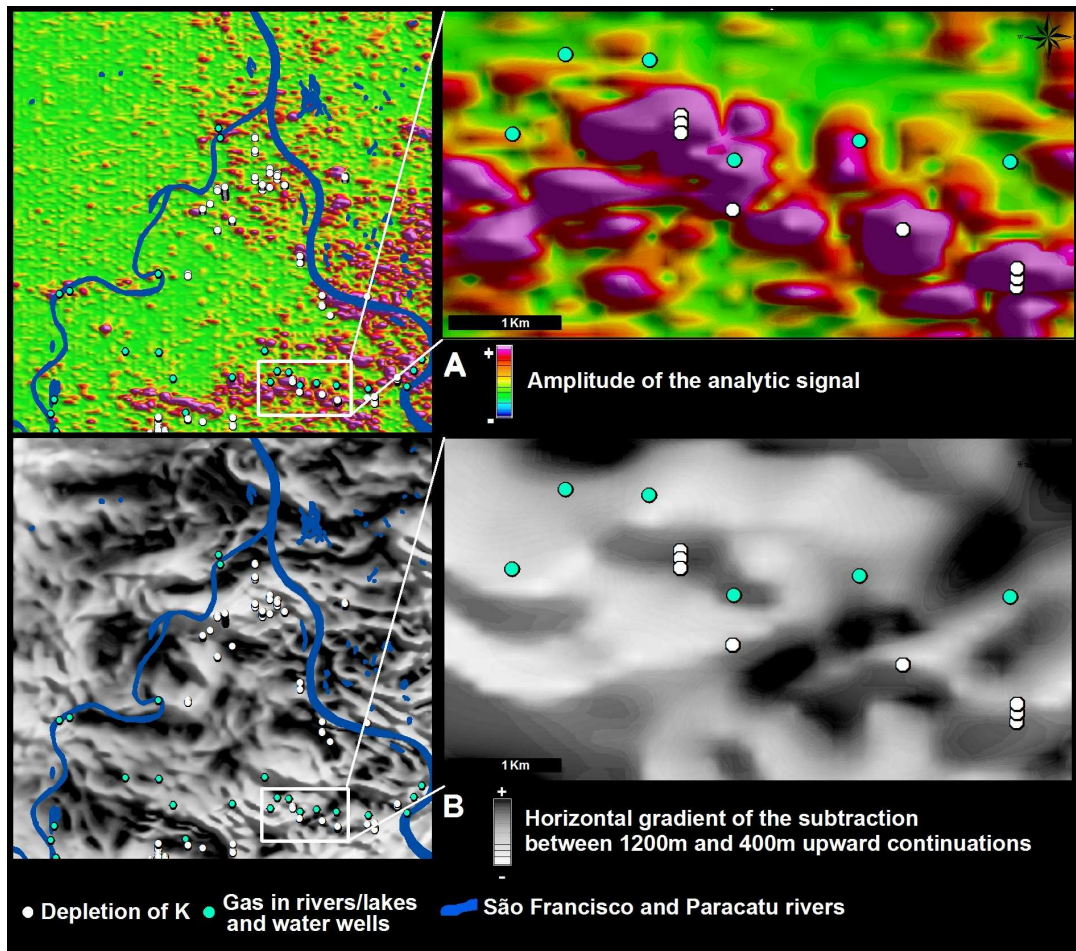 1 Km
A
+
-
Amplitude of the analytic signal
1 Km
B
+
-
Horizontal gradient of the subtraction
between 1200m and 400m upward continuations
Depletion of K
Gas in rivers/lakes
and water wells
São Francisco and Paracatu rivers